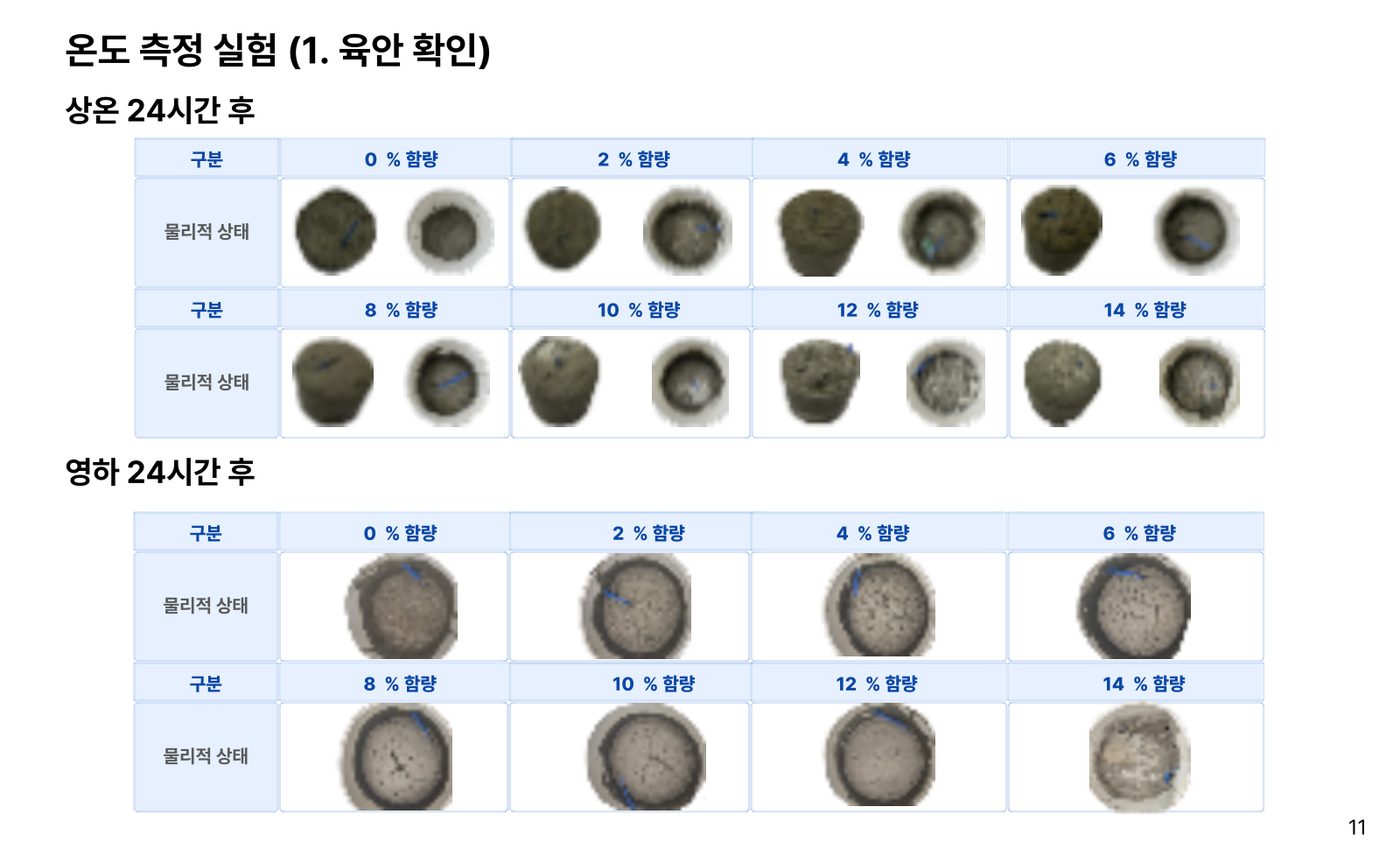 온도 측정 실험 (1. 육안 확인)
상온 24시간 후
구분 0 % 함량 2 % 함량 4 % 함량 6 % 함량
물리적 상태
구분 8 % 함량 10 % 함량 12 % 함량 14 % 함량
물리적 상태
영하 24시간 후
구분 0 % 함량 2 % 함량 4 % 함량 6 % 함량
물리적 상태
구분 8 % 함량 10 % 함량 12 % 함량 14 % 함량
물리적 상태
11